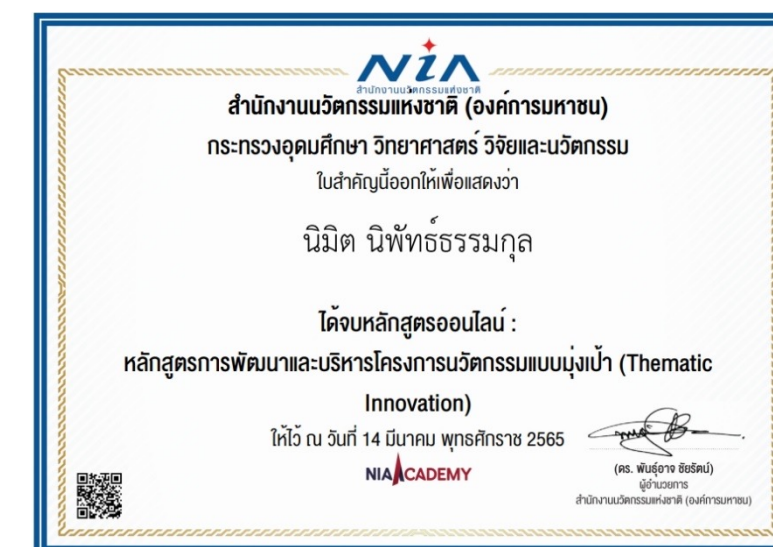 NiA
สำนักงานนวัตกรรมแห่งชาติ
สำนักงานนวัตกรรมแห่งชาติ (องค์การมหาชน)
กระทรวงอุดมศึกษา วิทยาศาสตร์ วิจัยและนวัตกรรม
ใบสำคัญนี้ออกให้เพื่อแสดงว่า
นิมิต นิพัทธ์ธรรมกุล
ได้จบหลักสูตรออนไลน์ :
หลักสูตรการพัฒนาและบริหารโครงการนวัตกรรมแบบมุ่งเป้า (Thematic
Innovation)
ให้ไว้ ณ วันที่ 14 มีนาคม พุทธศักราช 2565
NIA ACADEMY
(ดร. พันธุ์อาจ ชัยรัตน์)
ผู้อำนวยการ
สำนักงานนวัตกรรมแห่งชาติ (องค์การมหาชน)